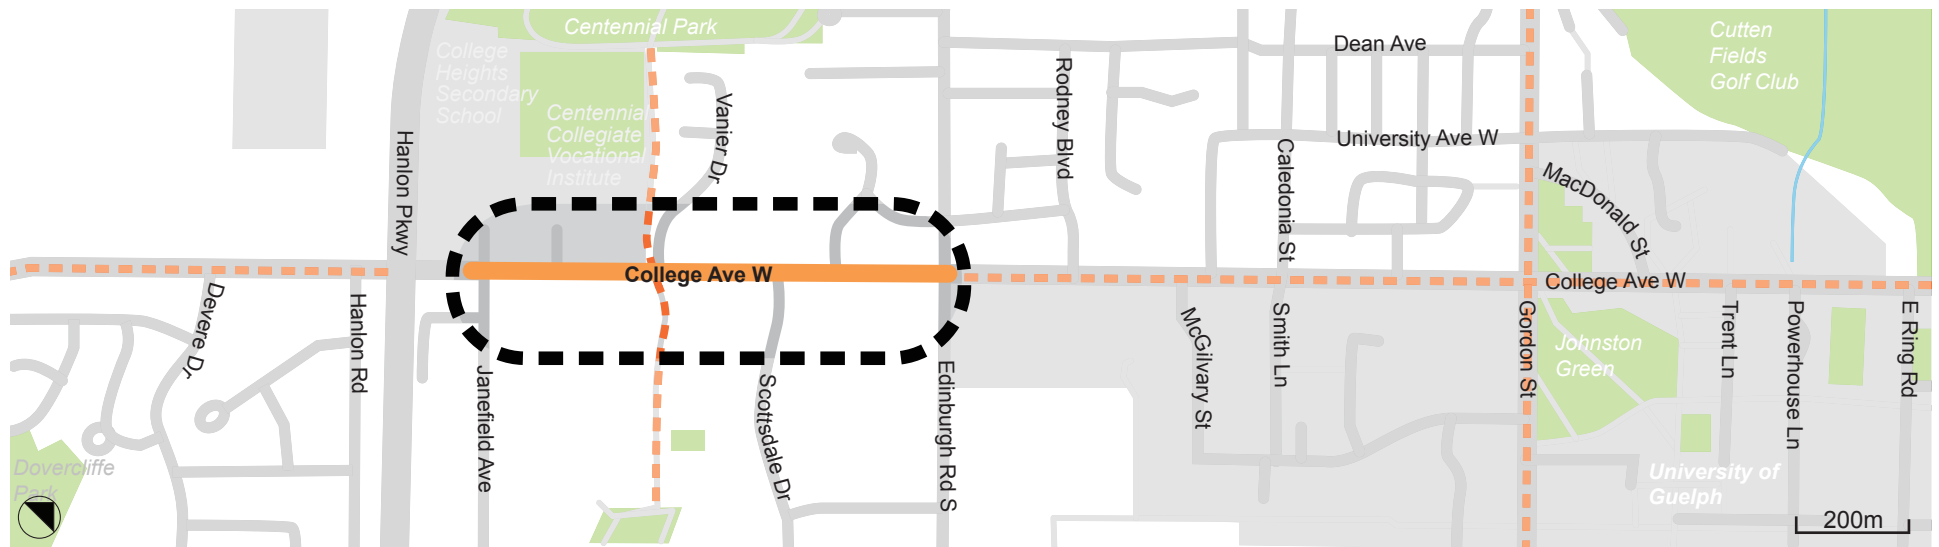 Centennial Park
College
Heights
Secondary
School
Centennial
Collegiate
Vocational
Institute
Hanlon Pkwy
Vanier Dr
Rodney Blvd
Dean Ave
University Ave W
Caledonia St
Cutten
Fields
Golf Club
MacDonald St
College Ave W
College Ave W
Devere Dr
Hanlon Rd
Janefield Ave
Scottsdale Dr
Edinburgh Rd S
McGilvary St
Smith Ln
Gordon St
Johnston
Green
Trent Ln
Powerhouse Ln
E Ring Rd
Dovercliffe
Park
University of
Guelph
200m